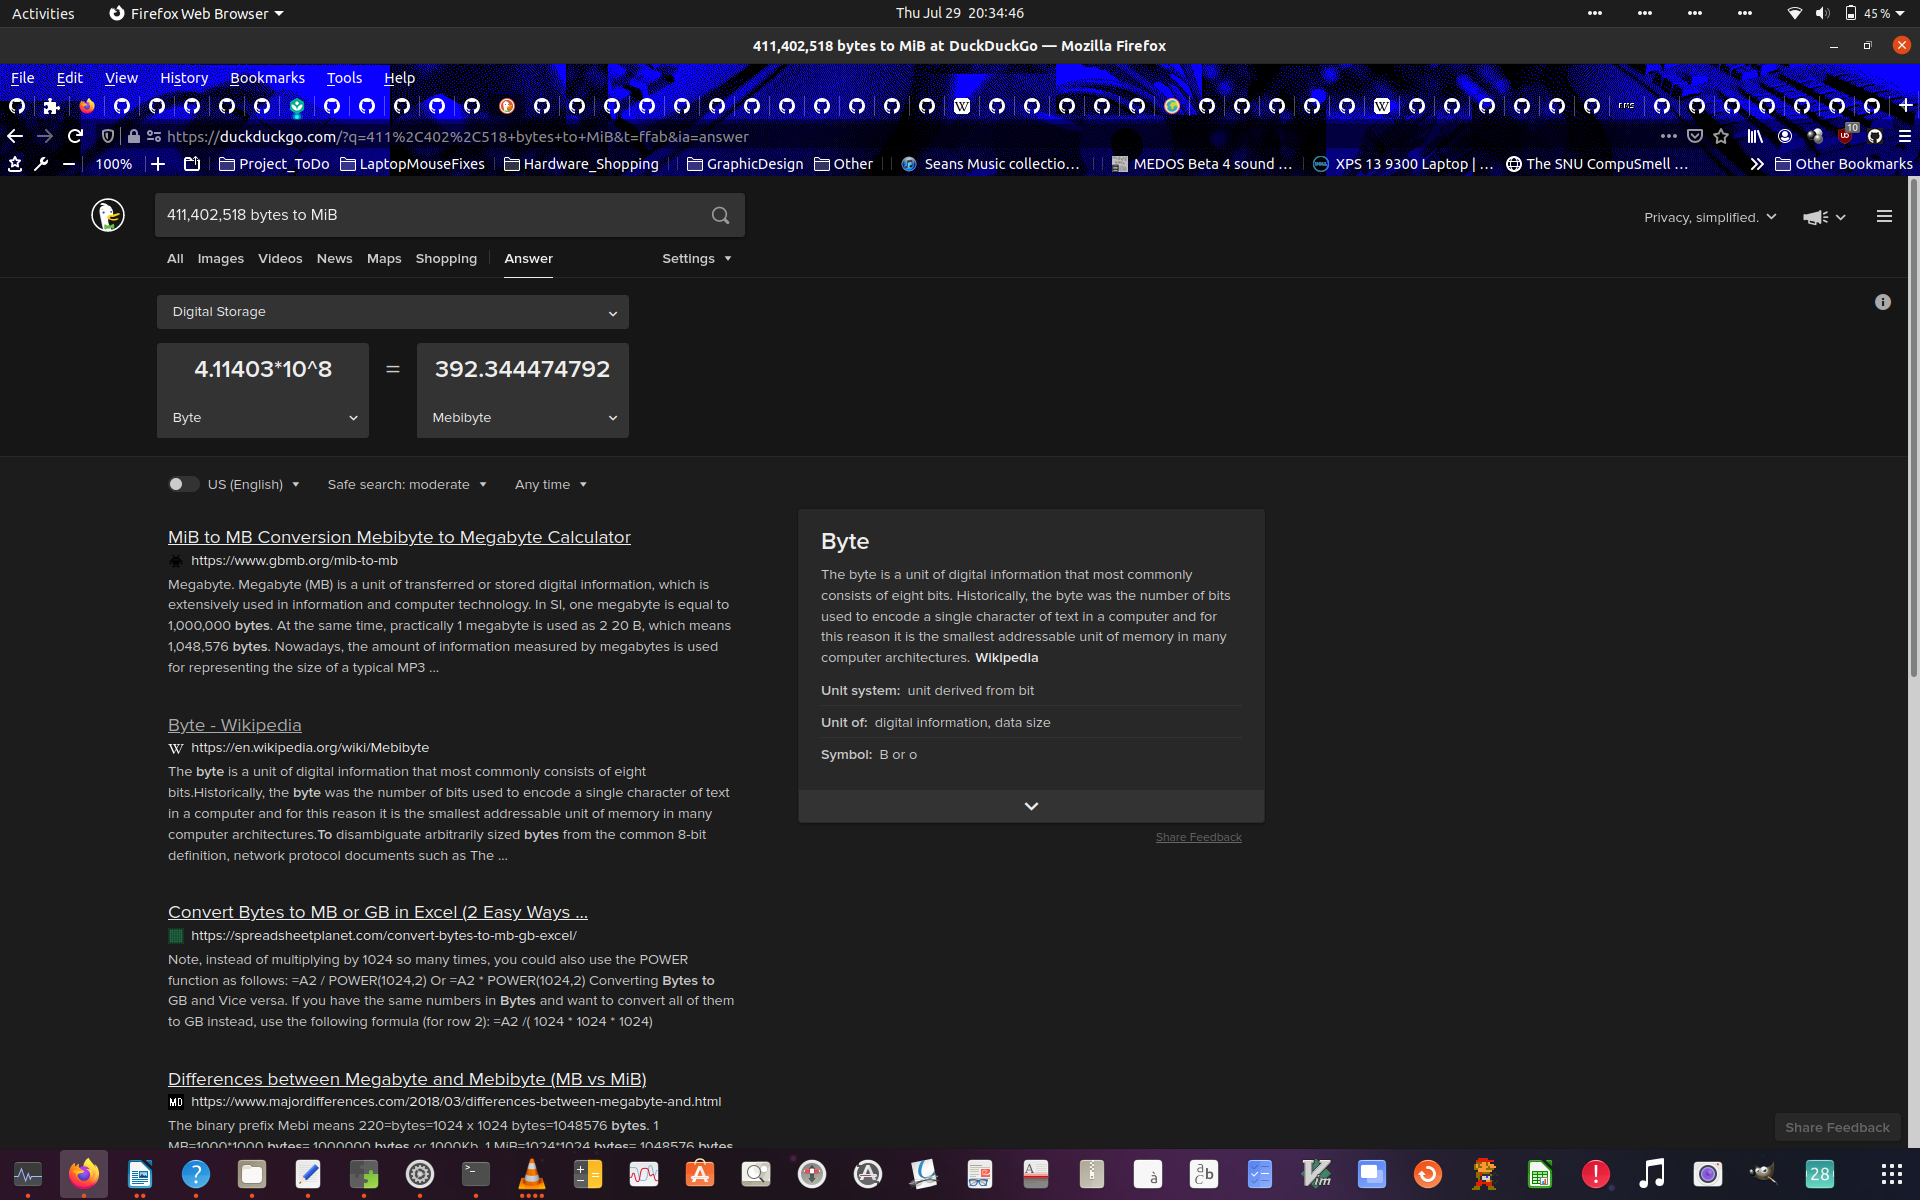 Activities
Firefox Web Browser
Thu Jul 29 20:34:46
45 %
411,402,518 bytes to MiB at DuckDuckGo — Mozilla Firefox
File Edit View History Bookmarks Tools Help
https://duckduckgo.com/?q=411%2C402%2C518+bytes+to+MiB&t=ffab&ia=answer
10
100%
Project_ToDo
LaptopMouseFixes
Hardware_Shopping
GraphicDesign
Other
Seans Music collectio...
MEDOS Beta 4 sound ...
XPS 13 9300 Laptop | ...
The SNU CompuSmell ...
Other Bookmarks
411,402,518 bytes to MiB
Privacy, simplified.
All Images Videos News Maps Shopping Answer Settings
Digital Storage
4.11403*10^8 = 392.344474792
Byte Mebibyte
US (English) Safe search: moderate Any time
MiB to MB Conversion Mebibyte to Megabyte Calculator
https://www.gbmb.org/mib-to-mb
Megabyte. Megabyte (MB) is a unit of transferred or stored digital information, which is
extensively used in information and computer technology. In SI, one megabyte is equal to
1,000,000 bytes. At the same time, practically 1 megabyte is used as 2 20 B, which means
1,048,576 bytes. Nowadays, the amount of information measured by megabytes is used
for representing the size of a typical MP3 ...
Byte - Wikipedia
W https://en.wikipedia.org/wiki/Mebibyte
The byte is a unit of digital information that most commonly consists of eight
bits.Historically, the byte was the number of bits used to encode a single character of text
in a computer and for this reason it is the smallest addressable unit of memory in many
computer architectures.To disambiguate arbitrarily sized bytes from the common 8-bit
definition, network protocol documents such as The ...
Convert Bytes to MB or GB in Excel (2 Easy Ways ...
https://spreadsheetplanet.com/convert-bytes-to-mb-gb-excel/
Note, instead of multiplying by 1024 so many times, you could also use the POWER
function as follows: =A2 / POWER(1024,2) Or =A2 * POWER(1024,2) Converting Bytes to
GB and Vice versa. If you have the same numbers in Bytes and want to convert all of them
to GB instead, use the following formula (for row 2): =A2 /( 1024 * 1024 * 1024)
Differences between Megabyte and Mebibyte (MB vs MiB)
MD https://www.majordifferences.com/2018/03/differences-between-megabyte-and.html
The binary prefix Mebi means 220=bytes=1024 x 1024 bytes=1048576 bytes. 1
MB=1000*1000 bytes= 1000000 bytes or 1000Kb. 1 MiB=1024*1024 bytes= 1048576 bytes
Byte
The byte is a unit of digital information that most commonly
consists of eight bits. Historically, the byte was the number of bits
used to encode a single character of text in a computer and for
this reason it is the smallest addressable unit of memory in many
computer architectures. Wikipedia
Unit system: unit derived from bit
Unit of: digital information, data size
Symbol: B or o
Share Feedback
Share Feedback
28